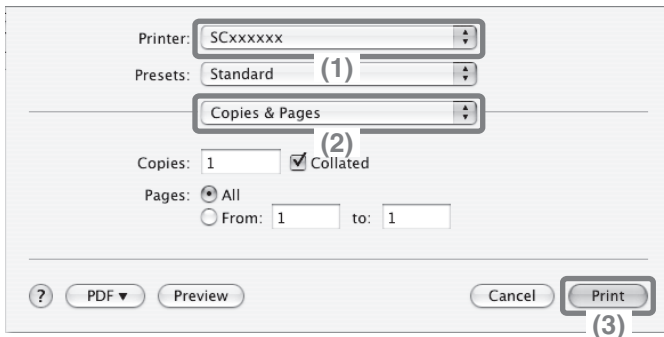 Printer: SCxxxxxx
(1)
Presets: Standard
Copies & Pages
(2)
Copies: 1 Collated
Pages: All
From: 1 to: 1
? PDF Preview Cancel Print
(3)